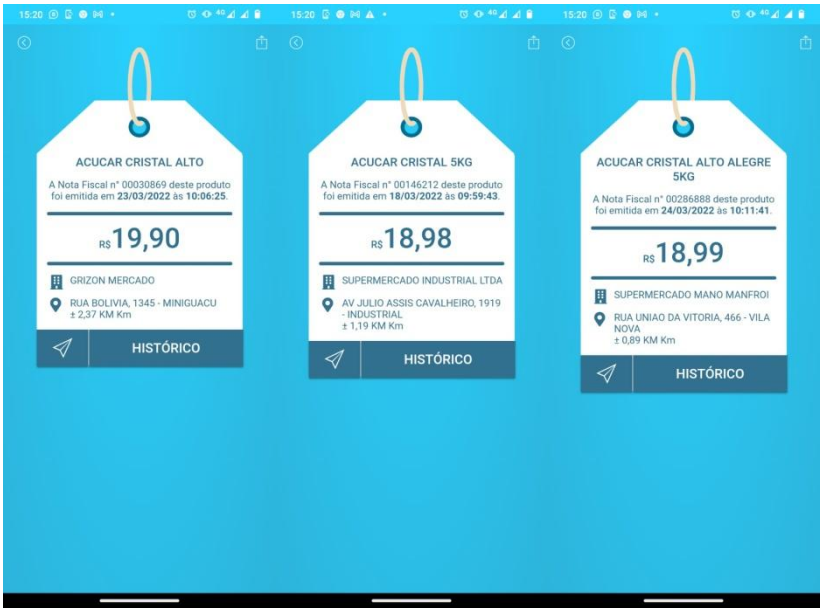 15:20
ACUCAR CRISTAL ALTO
A Nota Fiscal n° 00030869 deste produto
foi emitida em 23/03/2022 às 10:06:25.
R$ 19,90
GRIZON MERCADO
RUA BOLIVIA, 1345 - MINIGUACU
± 2,37 KM Km
HISTÓRICO
15:20
4G
ACUCAR CRISTAL 5KG
A Nota Fiscal n° 00146212 deste produto
foi emitida em 18/03/2022 às 09:59:43.
R$ 18,98
SUPERMERCADO INDUSTRIAL LTDA
AV JULIO ASSIS CAVALHEIRO, 1919
- INDUSTRIAL
± 1,19 KM Km
HISTÓRICO
15:20
4G
ACUCAR CRISTAL ALTO ALEGRE
5KG
A Nota Fiscal n° 00286888 deste produto
foi emitida em 24/03/2022 às 10:11:41.
R$ 18,99
SUPERMERCADO MANO MANFROI
RUA UNIAO DA VITORIA, 466 - VILA
NOVA
± 0,89 KM Km
HISTÓRICO